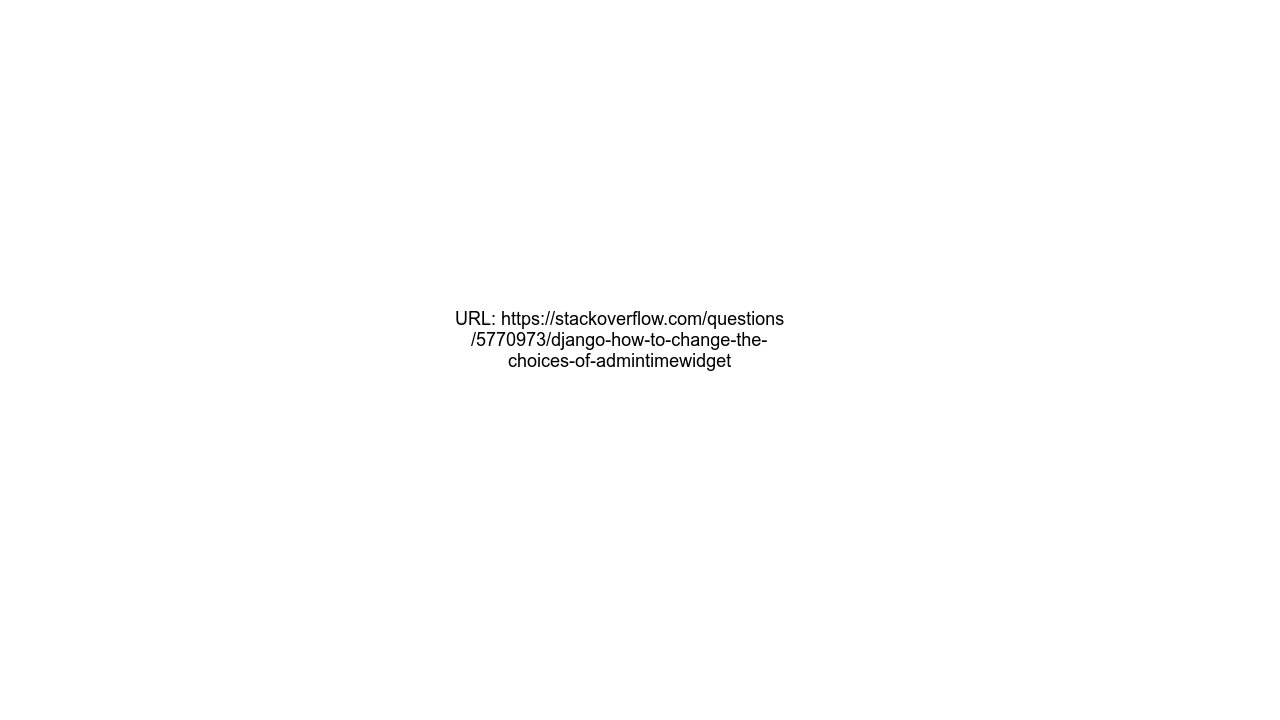 URL: https://stackoverflow.com/questions
/5770973/django-how-to-change-the-
choices-of-admintimewidget